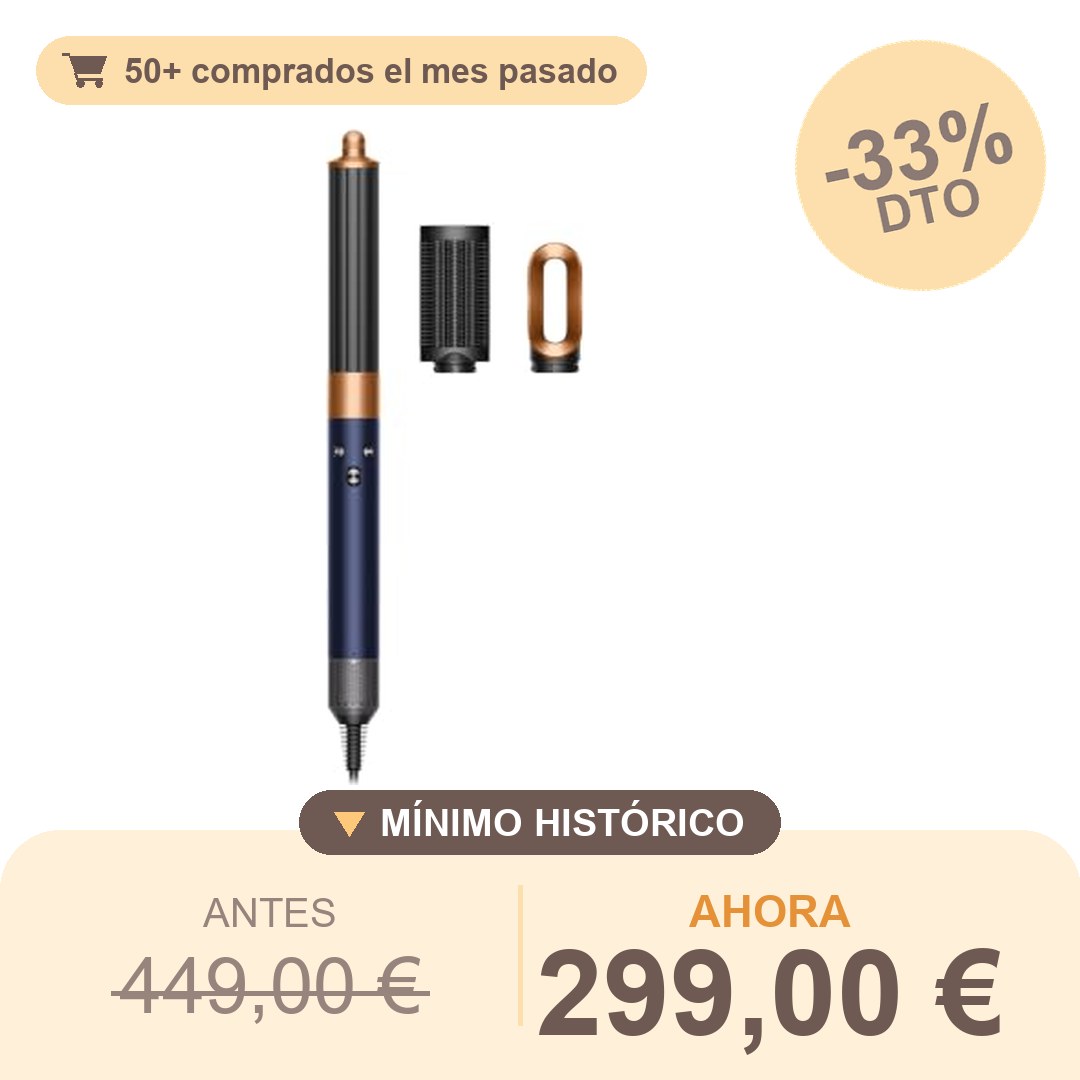 50+ comprados el mes pasado
-33%
DTO
MÍNIMO HISTÓRICO
ANTES
449,00 €
AHORA
299,00 €